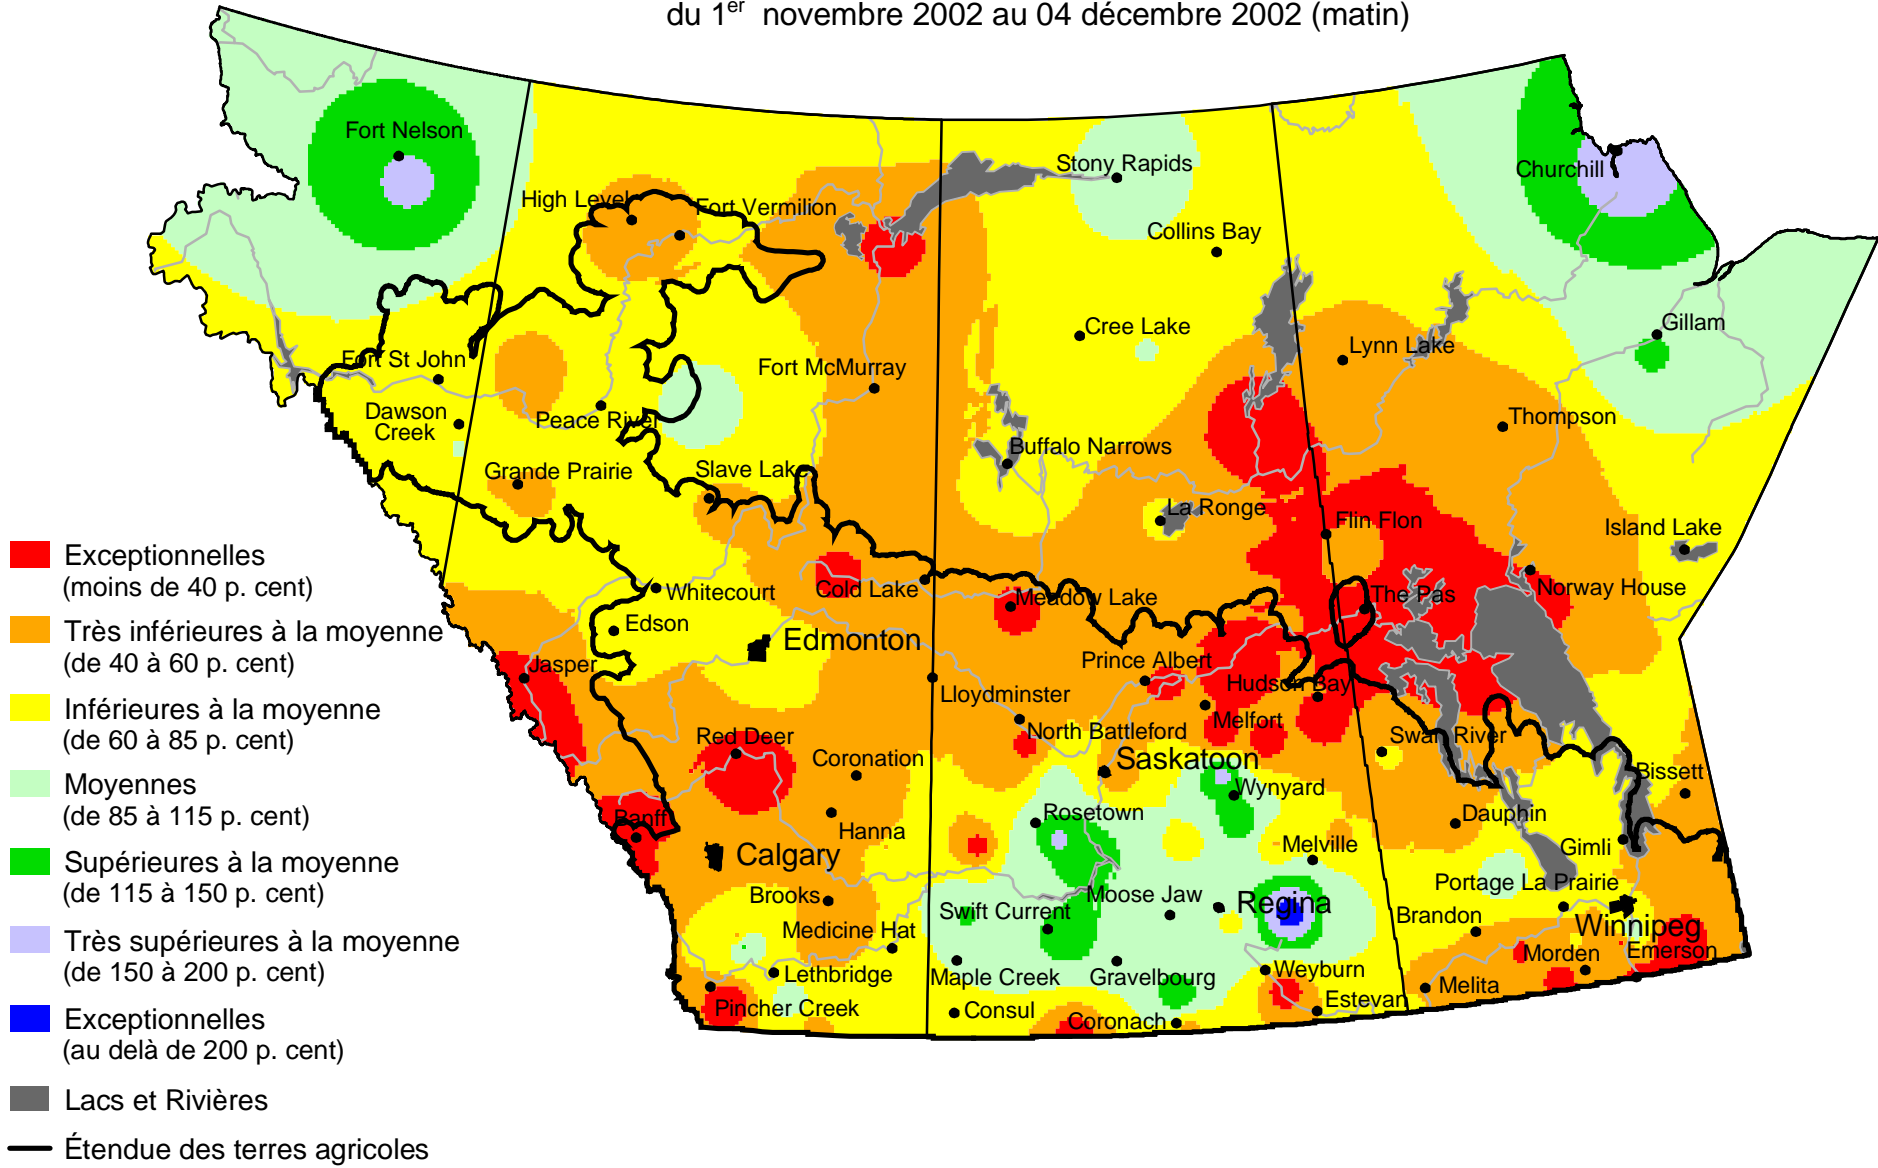 du 1er novembre 2002 au 04 décembre 2002 (matin)
Fort Nelson
Churchill
Stony Rapids
High Level
Fort Vermilion
Collins Bay
Gillam
Cree Lake
Lynn Lake
Fort St John
Fort McMurray
Dawson
Creek
Peace River
Thompson
Buffalo Narrows
Grande Prairie
Slave Lake
La Ronge
Flin Flon
Island Lake
Whitecourt
Cold Lake
Meadow Lake
The Pas
Norway House
Edson
Edmonton
Jasper
Prince Albert
Hudson Bay
Lloydminster
Melfort
North Battleford
Swan River
Red Deer
Coronation
Saskatoon
Bissett
Wynyard
Rosetown
Dauphin
Banff
Hanna
Melville
Gimli
Calgary
Portage La Prairie
Brooks
Moose Jaw
Regina
Swift Current
Brandon
Winnipeg
Medicine Hat
Morden
Emerson
Lethbridge
Maple Creek
Gravelbourg
Weyburn
Melita
Pincher Creek
Consul
Coronach
Estevan
Exceptionnelles
(moins de 40 p. cent)
Très inférieures à la moyenne
(de 40 à 60 p. cent)
Inférieures à la moyenne
(de 60 à 85 p. cent)
Moyennes
(de 85 à 115 p. cent)
Supérieures à la moyenne
(de 115 à 150 p. cent)
Très supérieures à la moyenne
(de 150 à 200 p. cent)
Exceptionnelles
(au delà de 200 p. cent)
Lacs et Rivières
Étendue des terres agricoles